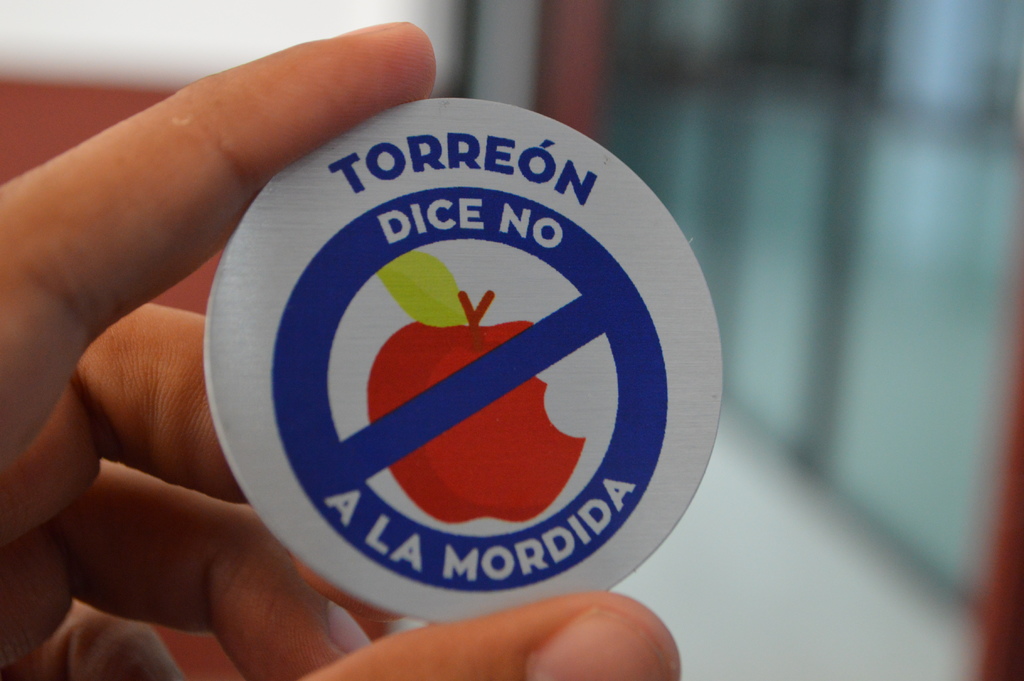 TORREÓN
DICE NO
A LA MORDIDA